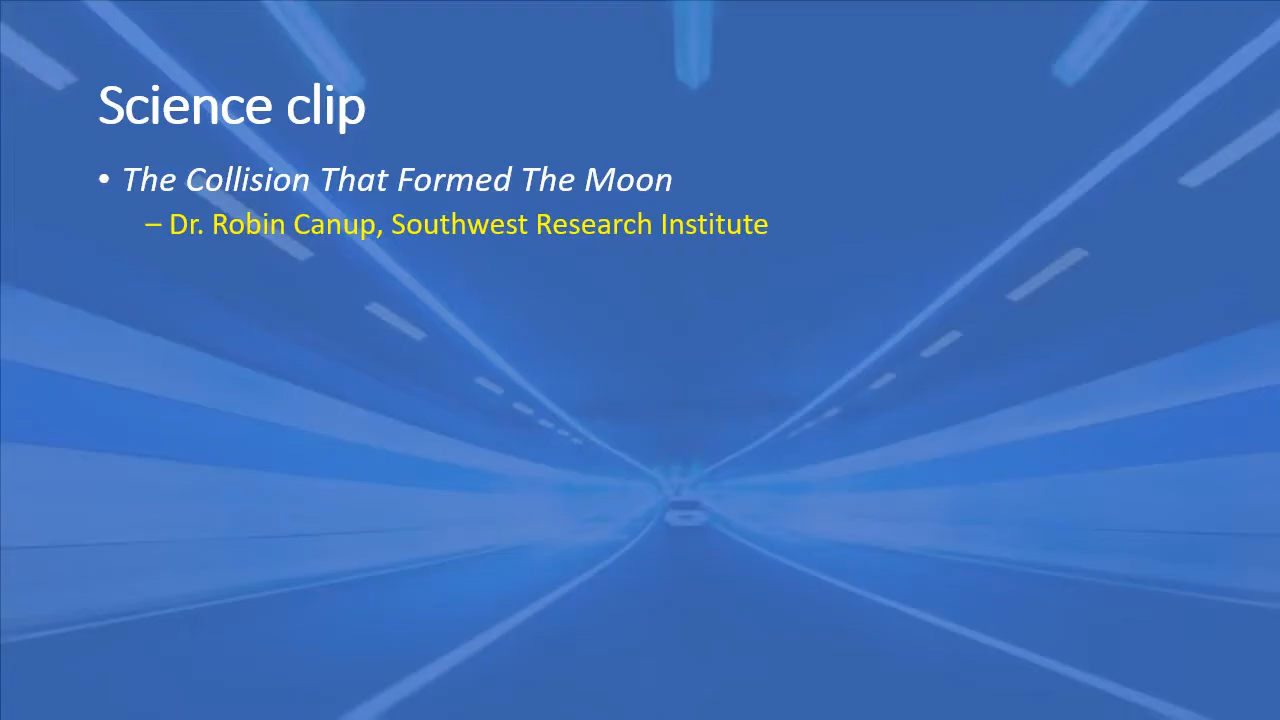 Science clip
• The Collision That Formed The Moon
– Dr. Robin Canup, Southwest Research Institute